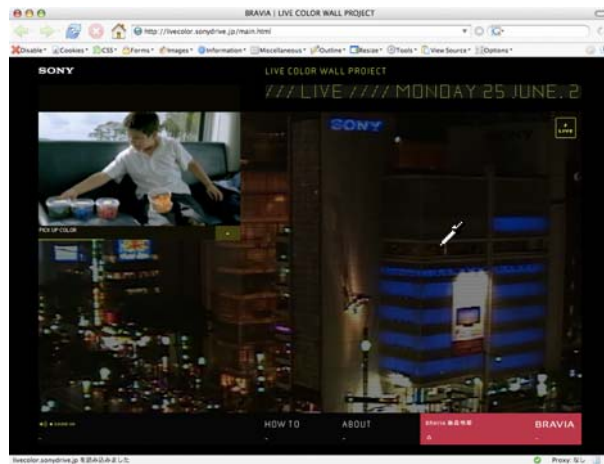 BRAVIA | LIVE COLOR WALL PROJECT
http://livecolor.sonydrive.jp/main.html
Disable* Cookies* CSS* Forms* Images* Information* Miscellaneous* Outline* Resize* Tools* View Source* Options*
SONY
LIVE COLOR WALL PROJECT
/// LIVE //// MONDAY 25 JUNE. 2
SONY
SONY
LIVE
PICK UP COLOR
HOW TO
ABOUT
BRAVIA
livecolor.sonydrive.jp を読み込みました
Proxy: なし